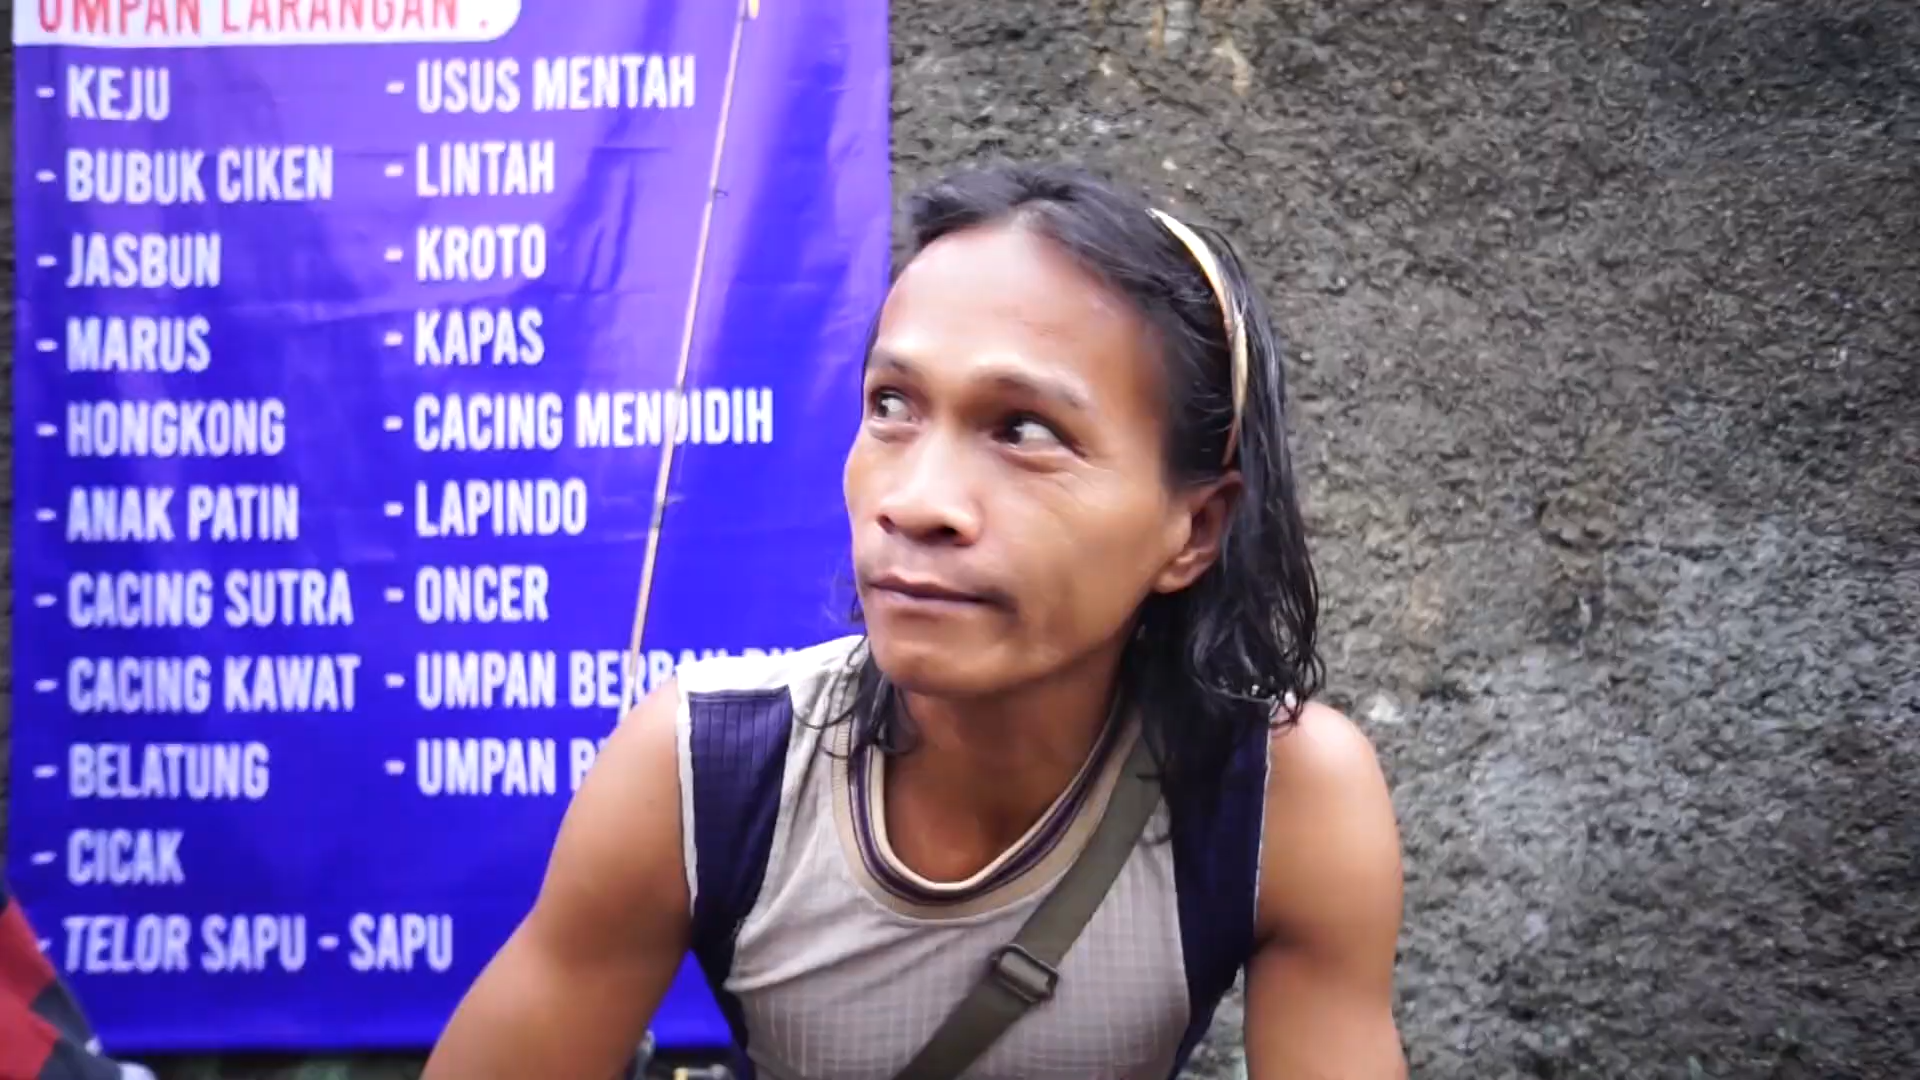 UMPAN LARANGAN :
- KEJU
- BUBUK CIKEN
- JASBUN
- MARUS
- HONGKONG
- ANAK PATIN
- CACING SUTRA
- CACING KAWAT
- BELATUNG
- CICAK
- TELOR SAPU - SAPU
- USUS MENTAH
- LINTAH
- KROTO
- KAPAS
- CACING MENDIDIH
- LAPINDO
- ONCER
- UMPAN
- UMPAN